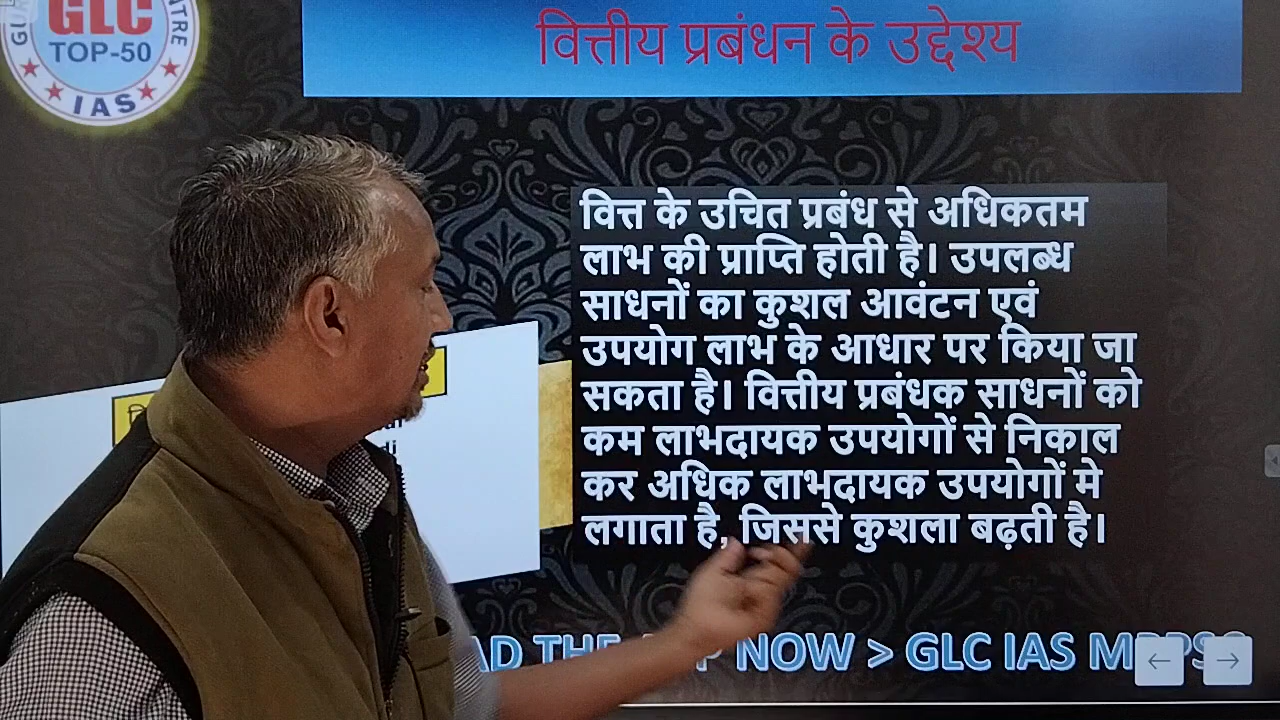 GLC
TOP-50
IAS
वित्तीय प्रबंधन के उद्देश्य
वित्त के उचित प्रबंध से अधिकतम
लाभ की प्राप्ति होती है। उपलब्ध
साधनों का कुशल आवंटन एवं
उपयोग लाभ के आधार पर किया जा
सकता है। वित्तीय प्रबंधक साधनों को
कम लाभदायक उपयोगों से निकाल
कर अधिक लाभदायक उपयोगों मे
लगाता है, जिससे कुशला बढ़ती है।
THE NOW > GLC IAS